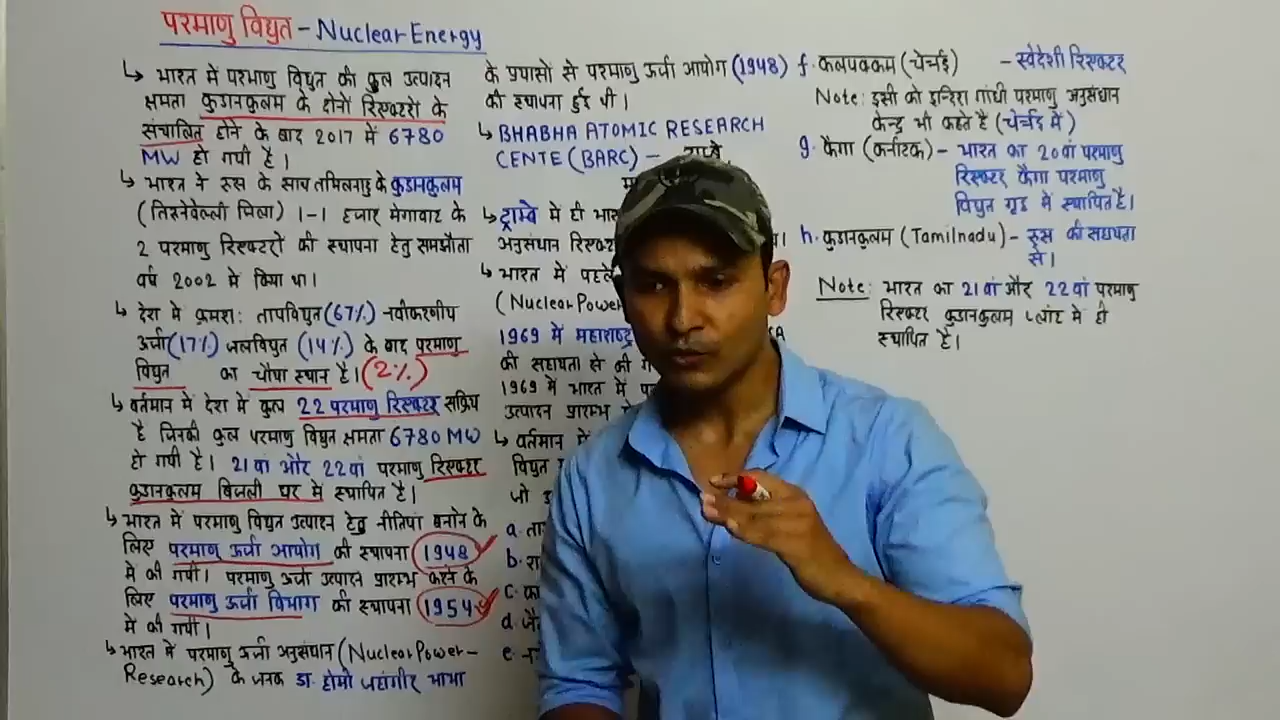 परमाणु विद्युत - Nuclear Energy
↳ भारत में परमाणु विद्युत की कुल उत्पादन
क्षमता कुडानकुलम के दोनों रिएक्टरों के
संचालित होने के बाद 2017 में 6780
MW हो गयी है।
↳ भारत ने रूस के साथ तमिलनाडु के कुडानकुलम
(तिरुनेवेल्ली जिला) 1-1 हजार मेगावाट के
2 परमाणु रिएक्टरों की स्थापना हेतु समझौता
वर्ष 2002 में किया था।
↳ देश में क्रमशः तापविद्युत (67%) नवीकरणीय
ऊर्जा (17%) जलविद्युत (14%) के बाद परमाणु
विद्युत का चौथा स्थान है। (2%)
↳ वर्तमान में देश में कुल 22 परमाणु रिएक्टर सक्रिय
है जिनकी कुल परमाणु विद्युत क्षमता 6780 MW
हो गयी है। 21वां और 22वां परमाणु रिएक्टर
कुडानकुलम बिजली घर में स्थापित है।
↳ भारत में परमाणु विद्युत उत्पादन हेतु नीतियां बनाने के
लिए परमाणु ऊर्जा आयोग की स्थापना 1948
में की गयी। परमाणु ऊर्जा उत्पादन प्रारम्भ करने के
लिए परमाणु ऊर्जा विभाग की स्थापना 1954
में की गयी।
↳ भारत में परमाणु ऊर्जा अनुसंधान (Nuclear Power-
Research) के जनक डा. होमी जहांगीर भाभा
के प्रयासों से परमाणु ऊर्जा आयोग (1948)
की स्थापना हुई थी।
↳ BHABHA ATOMIC RESEARCH
CENTE (BARC) -
↳ ट्राम्बे में ही
अनुसंधान
↳ भारत में पहले
(Nuclear Power
1969 में महाराष्ट्र
की सहायता से की
1969 में भारत में
उत्पादन प्रारम्भ
↳ वर्तमान में
विद्युत
जो
a.
b.
c.
d.
e.
f. कलपक्कम (चेन्नई) - स्वेदशी रिएक्टर
Note: इसी को इन्दिरा गांधी परमाणु अनुसंधान
केन्द्र भी कहते है (चेन्नई में)
g. कैगा (कर्नाटक) - भारत का 20वां परमाणु
रिएक्टर कैगा परमाणु
विद्युत गृह में स्थापित है।
h. कुडानकुलम (Tamilnadu) - रूस की सहायता
से।
Note: भारत का 21वां और 22वां परमाणु
रिएक्टर कुडानकुलम प्लांट में ही
स्थापित है।